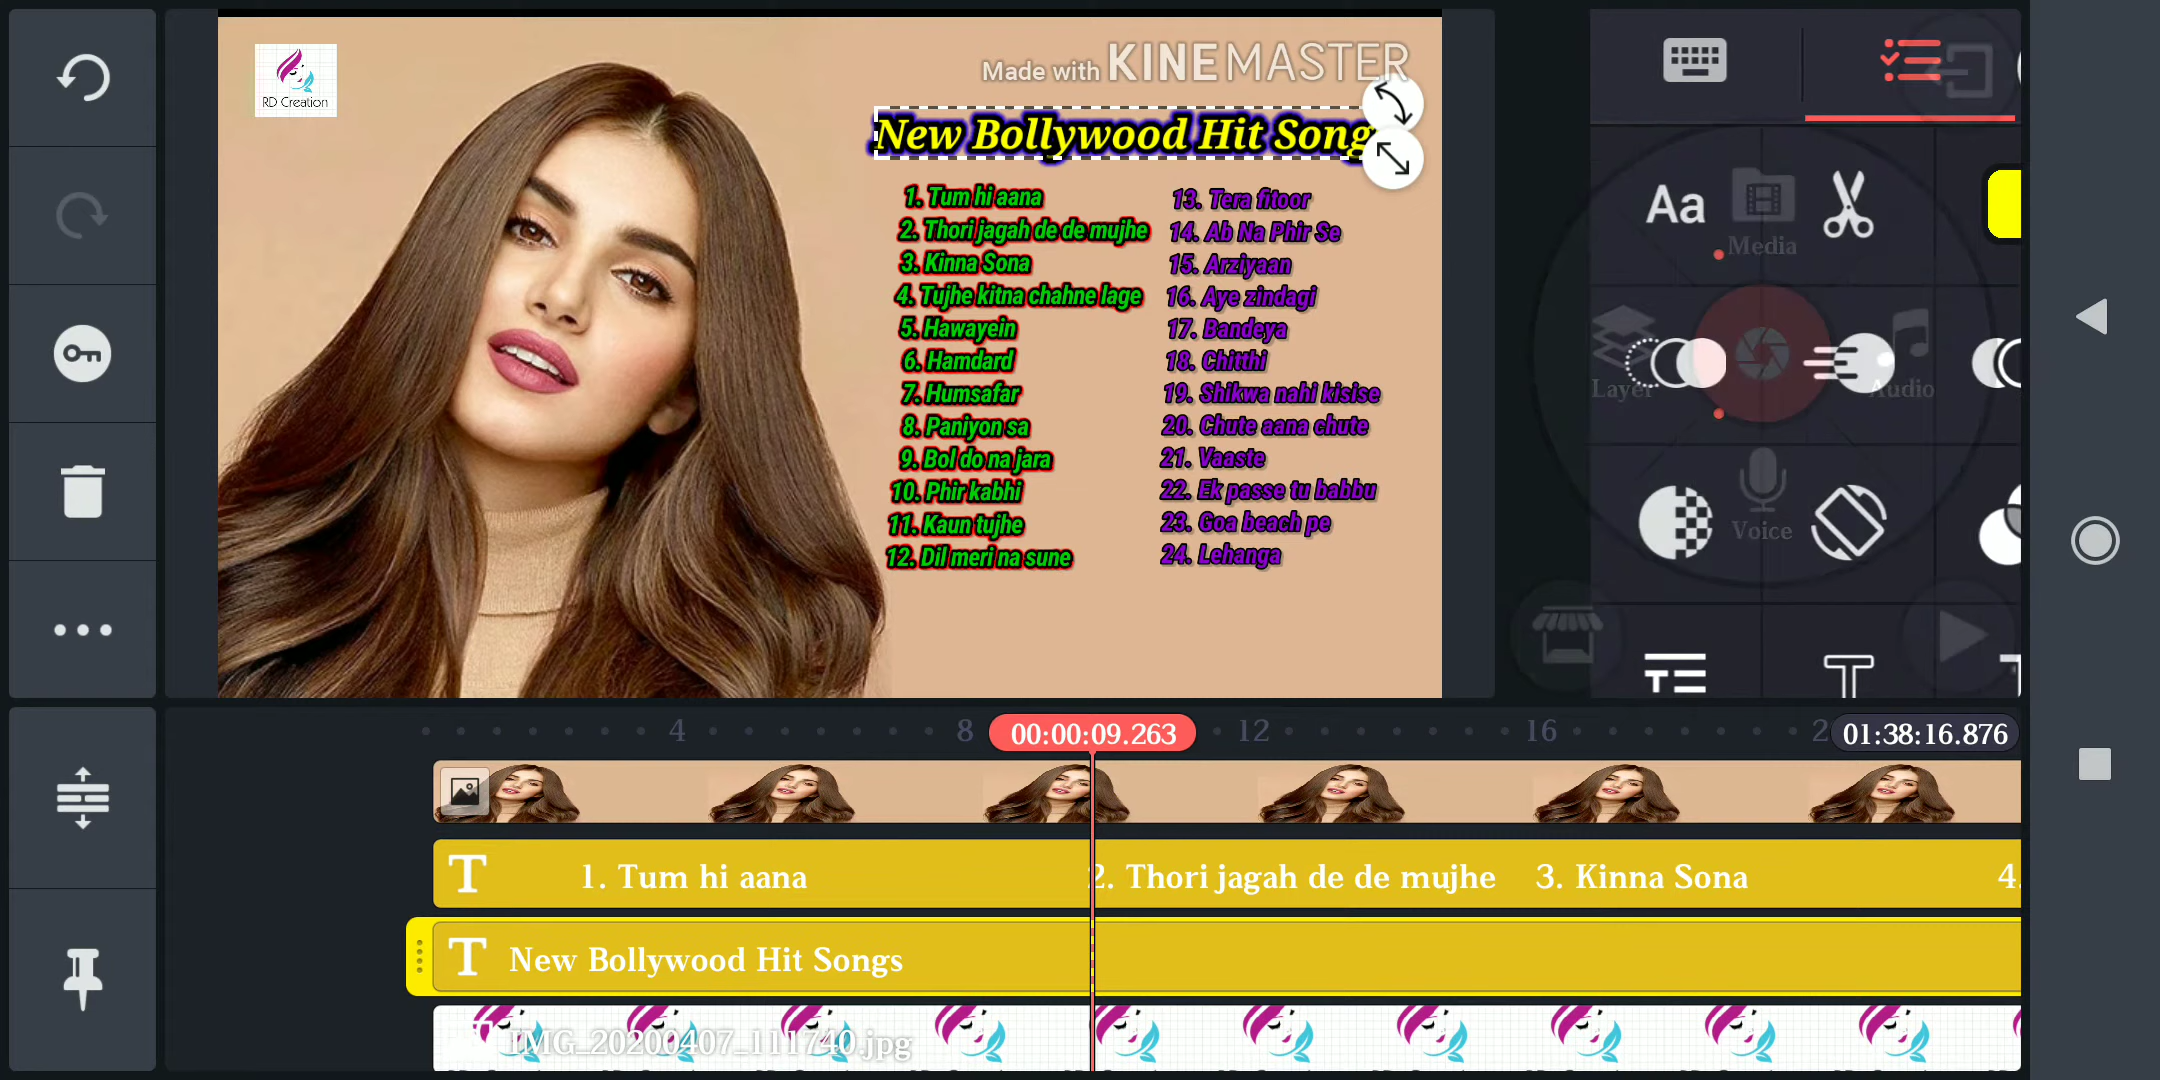 RD Creation
Made with KINEMASTER
New Bollywood Hit Song
1. Tum hi aana
2. Thori jagah de de mujhe
3. Kinna Sona
4. Tujhe kitna chahne lage
5. Hawayein
6. Hamdard
7. Humsafar
8. Paniyon sa
9. Bol do na jara
10. Phir kabhi
11. Kaun tujhe
12. Dil meri na sune
13. Tera fitoor
14. Ab Na Phir Se
15. Arziyaan
16. Aye zindagi
17. Bandeya
18. Chitthi
19. Shikwa nahi kisise
20. Chute aana chute
21. Vaaste
22. Ek passe tu babbu
23. Goa beach pe
24. Lehanga
Aa
Media
Layer
Audio
Voice
4 8 00:00:09.263 12 16 2 01:38:16.876
T 1. Tum hi aana 2. Thori jagah de de mujhe 3. Kinna Sona 4.
T New Bollywood Hit Songs
IMG_20200407_111740.jpg